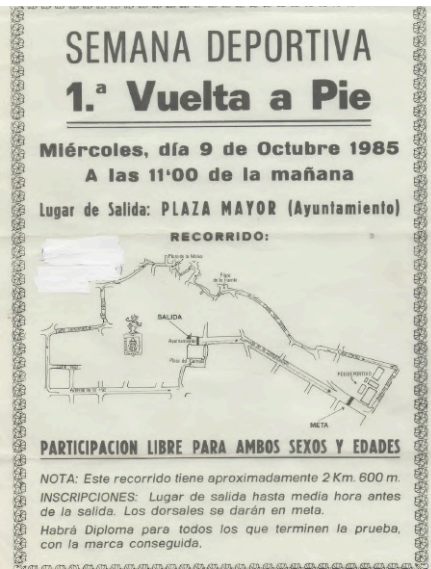 SEMANA DEPORTIVA
1.ª Vuelta a Pie
Miércoles, día 9 de Octubre 1985
A las 11'00 de la mañana
Lugar de Salida: PLAZA MAYOR (Ayuntamiento)
RECORRIDO:
SALIDA
Ayuntamiento
POLIDEPORTIVO
META
PARTICIPACION LIBRE PARA AMBOS SEXOS Y EDADES
NOTA: Este recorrido tiene aproximadamente 2 Km. 600 m.
INSCRIPCIONES: Lugar de salida hasta media hora antes
de la salida. Los dorsales se darán en meta.
Habrá Diploma para todos los que terminen la prueba,
con la marca conseguida.